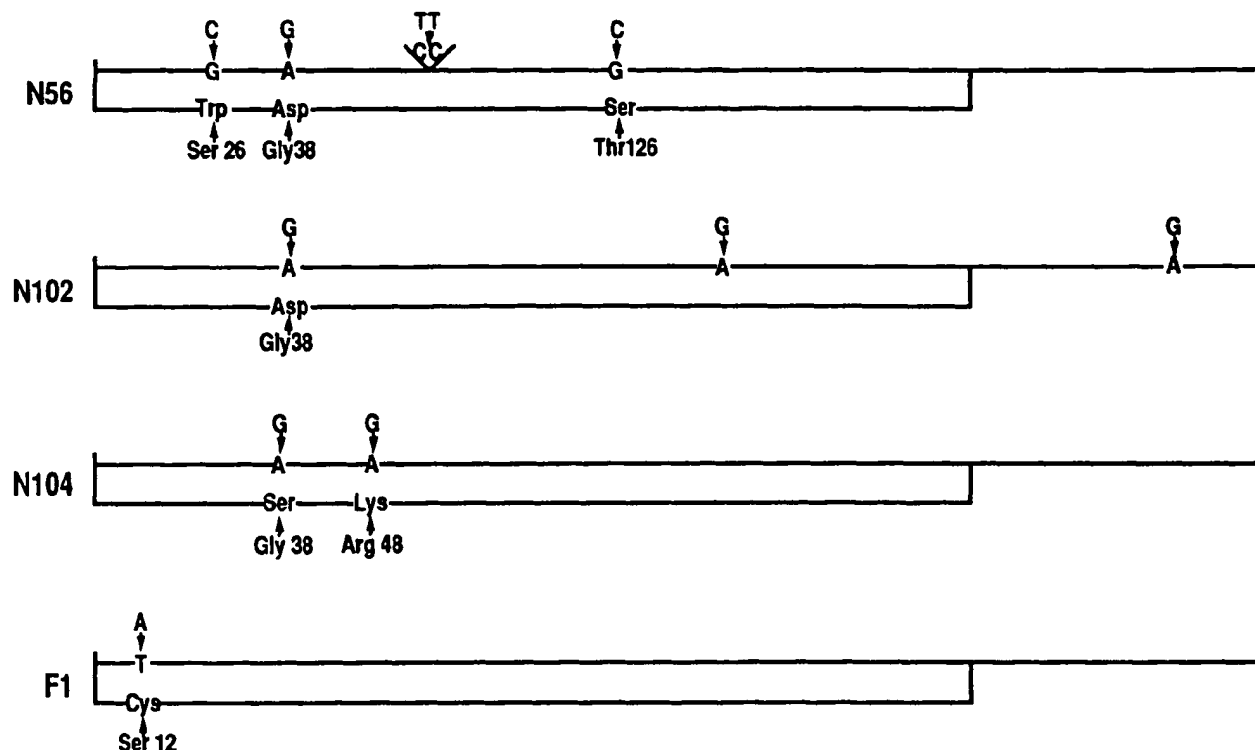 C G TT C
CC
G A G
N56
Trp Asp Ser
Ser 26 Gly38 Thr126
G G G
A A A
N102
Asp
Gly38
G G
A A
N104
Ser Lys
Gly 38 Arg 48
A
T
F1
Cys
Ser 12